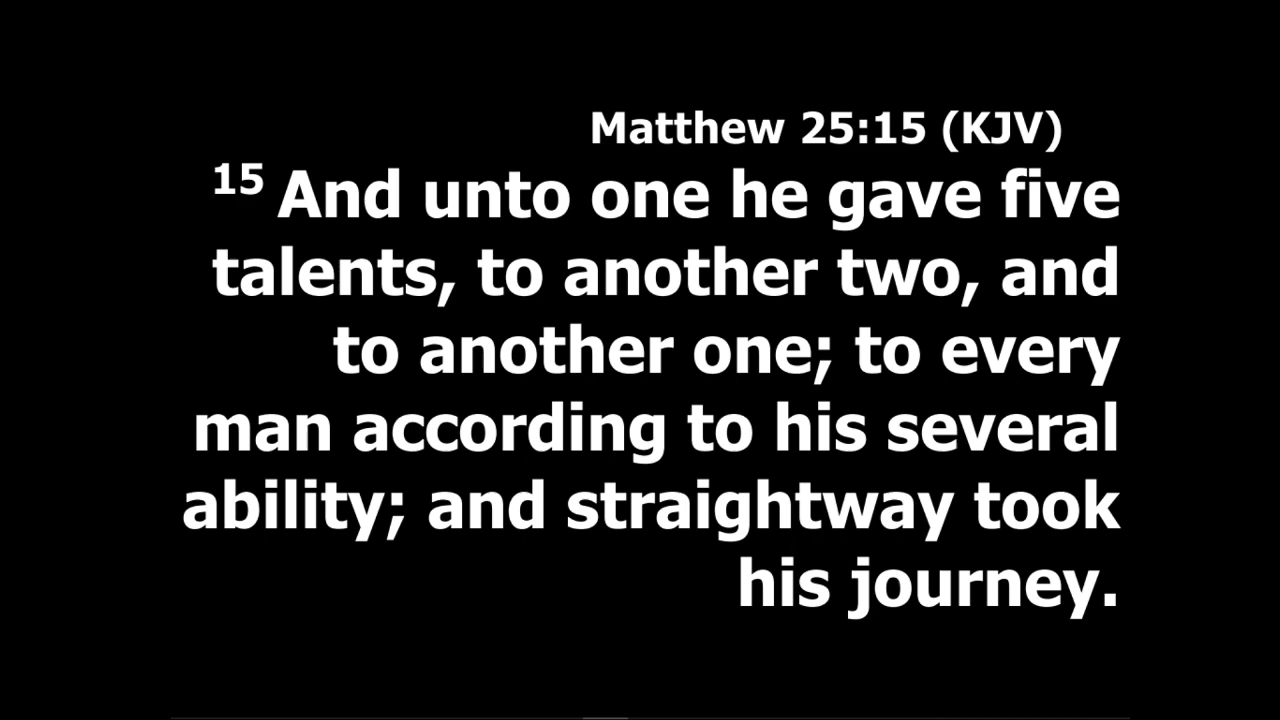 Matthew 25:15 (KJV)
15 And unto one he gave five
talents, to another two, and
to another one; to every
man according to his several
ability; and straightway took
his journey.